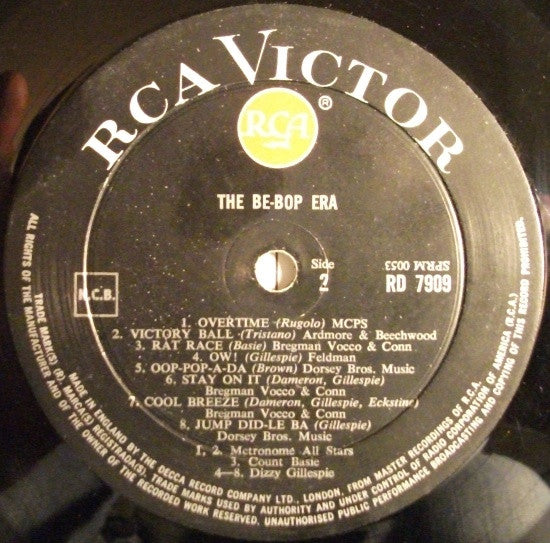 RCA VICTOR
RCA ®
THE BE-BOP ERA
Side
2
SPRM 0053
RD 7909
N.C.B.
1. OVERTIME (Rugolo) MCPS
2. VICTORY BALL (Tristano) Ardmore & Beechwood
3. RAT RACE (Basie) Bregman Vocco & Conn
4. OW! (Gillespie) Feldman
5. OOP-POP-A-DA (Brown) Dorsey Bros. Music
6. STAY ON IT (Dameron, Gillespie)
Bregman Vocco & Conn
7. COOL BREEZE (Dameron, Gillespie, Eckstine)
Bregman Vocco & Conn
8. JUMP DID-LE BA (Gillespie)
Dorsey Bros. Music
1, 2. Metronome All Stars
3. Count Basie
4—8. Dizzy Gillespie
ALL RIGHTS OF THE MANUFACTURER AND OF THE OWNER OF THE RECORDED WORK RESERVED. UNAUTHORISED PUBLIC PERFORMANCE BROADCASTING AND COPYING OF THIS RECORD PROHIBITED.
TRADE MARK(S) (R) MARCA(S) REGISTRADA(S). TRADE MARKS USED BY AUTHORITY AND UNDER CONTROL OF RADIO CORPORATION OF AMERICA (R.C.A.)
MADE IN ENGLAND BY THE DECCA RECORD COMPANY LTD., LONDON, FROM MASTER RECORDINGS OF R.C.A.